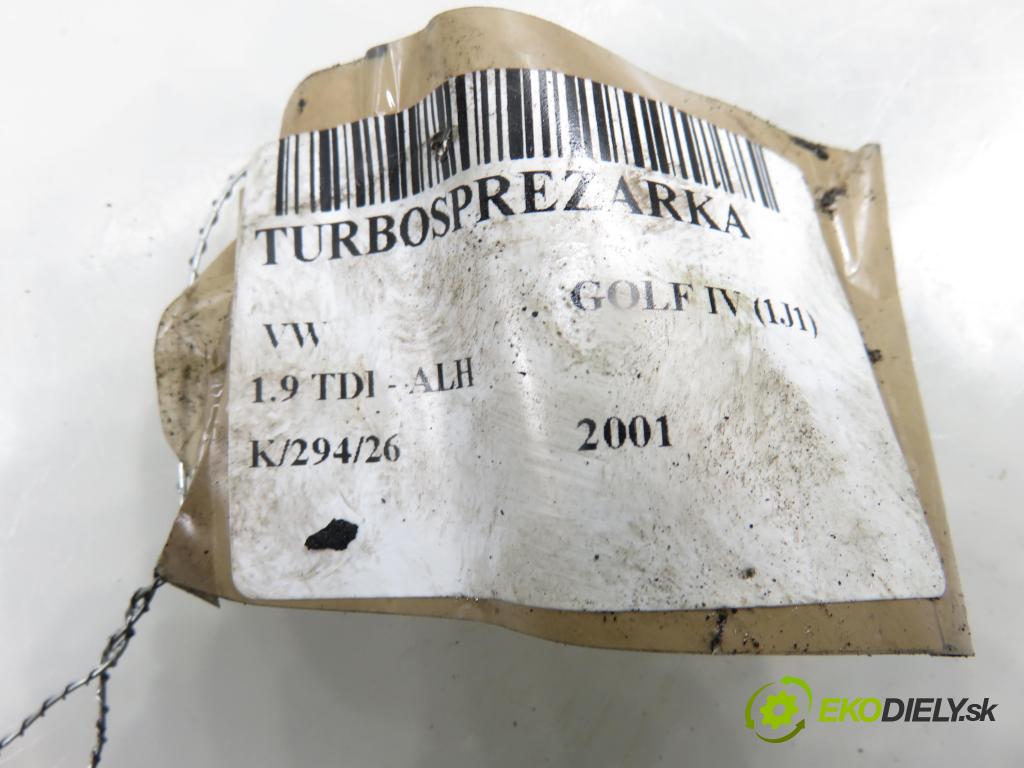 TURBOSPREZARKA
VW GOLF IV (1J1)
1.9 TDI - ALH
K/294/26 2001
EKODIELY.sk